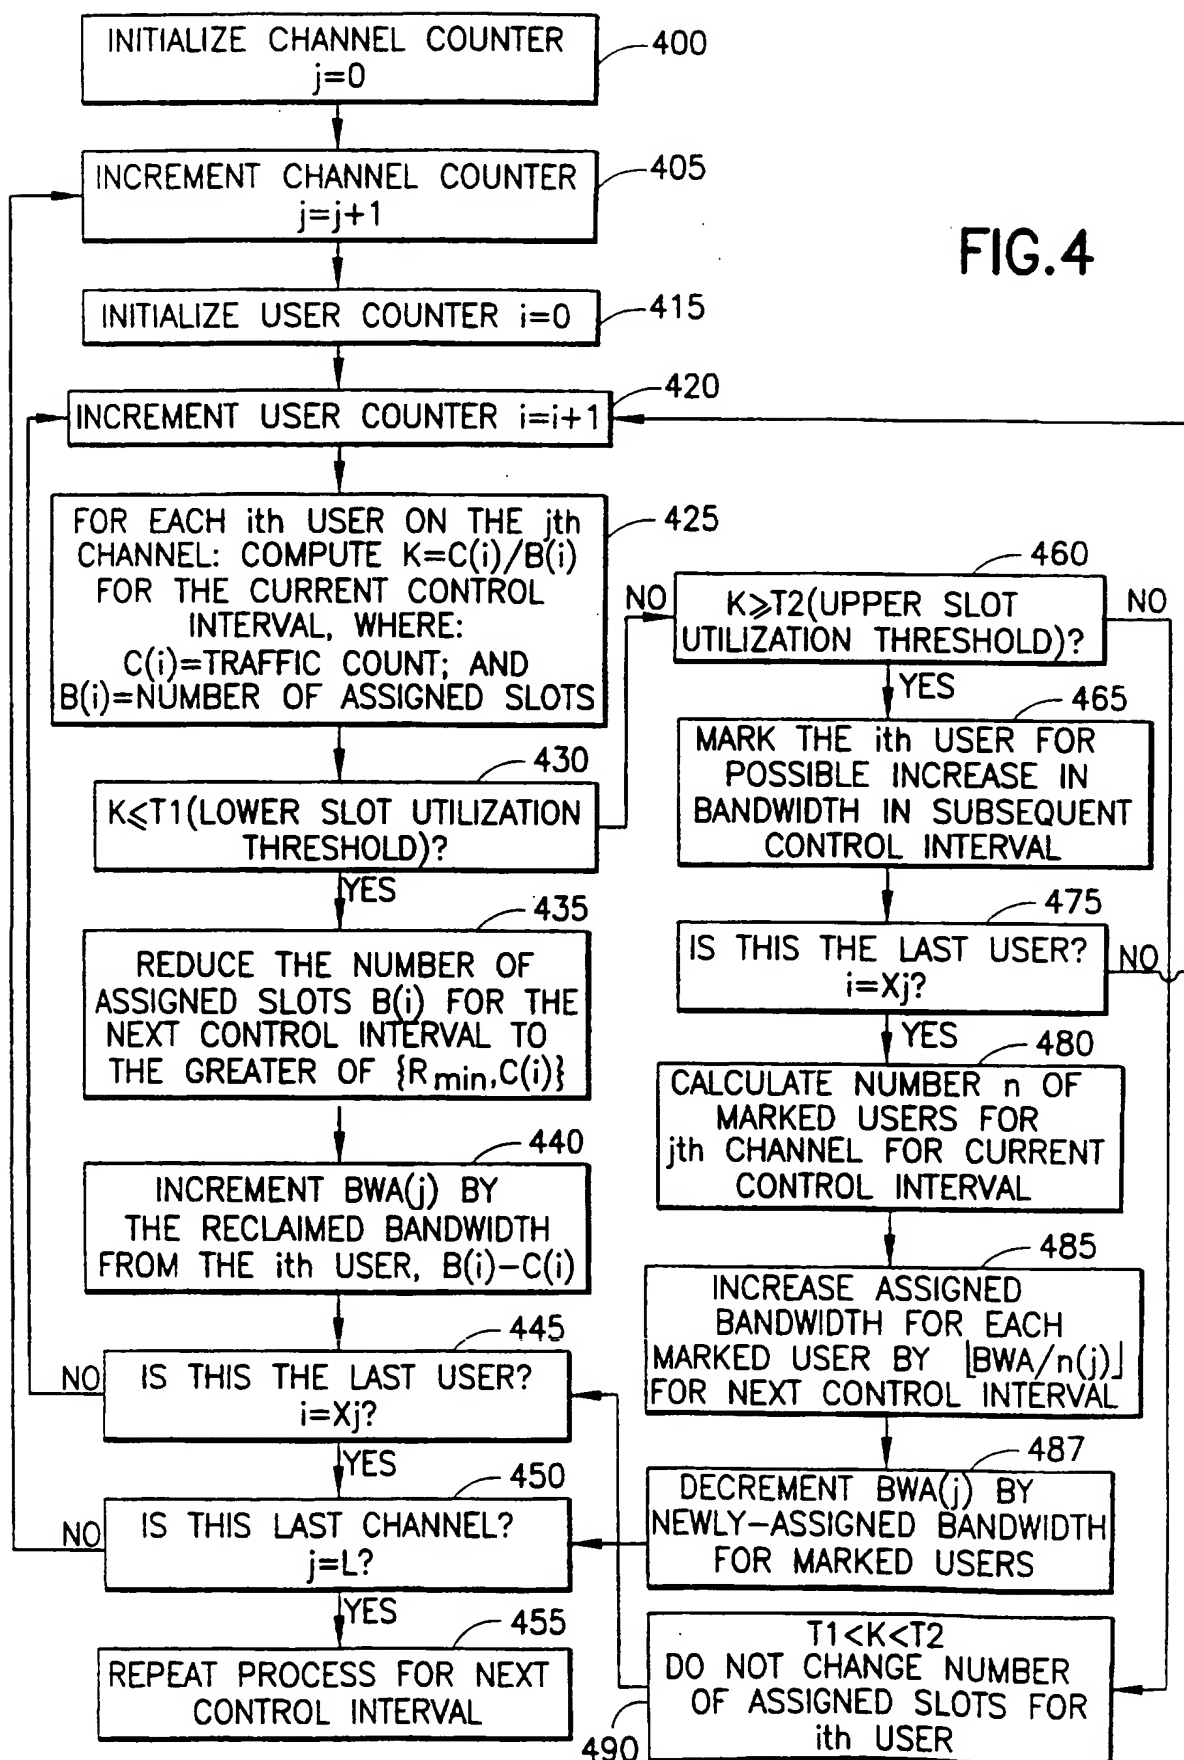 INITIALIZE CHANNEL COUNTER
j=0
400
INCREMENT CHANNEL COUNTER
j=j+1
405
FIG.4
INITIALIZE USER COUNTER i=0
415
INCREMENT USER COUNTER i=i+1
420
FOR EACH ith USER ON THE jth
CHANNEL: COMPUTE K=C(i)/B(i)
FOR THE CURRENT CONTROL
INTERVAL, WHERE:
C(i)=TRAFFIC COUNT; AND
B(i)=NUMBER OF ASSIGNED SLOTS
425
K≤T1(LOWER SLOT UTILIZATION
THRESHOLD)?
430
NO
YES
REDUCE THE NUMBER OF
ASSIGNED SLOTS B(i) FOR THE
NEXT CONTROL INTERVAL TO
THE GREATER OF {Rmin,C(i)}
435
INCREMENT BWA(j) BY
THE RECLAIMED BANDWIDTH
FROM THE ith USER, B(i)-C(i)
440
IS THIS THE LAST USER?
i=Xj?
445
NO
YES
IS THIS LAST CHANNEL?
j=L?
450
NO
YES
REPEAT PROCESS FOR NEXT
CONTROL INTERVAL
455
K≥T2(UPPER SLOT
UTILIZATION THRESHOLD)?
460
NO
YES
MARK THE ith USER FOR
POSSIBLE INCREASE IN
BANDWIDTH IN SUBSEQUENT
CONTROL INTERVAL
465
IS THIS THE LAST USER?
i=Xj?
475
NO
YES
CALCULATE NUMBER n OF
MARKED USERS FOR
jth CHANNEL FOR CURRENT
CONTROL INTERVAL
480
INCREASE ASSIGNED
BANDWIDTH FOR EACH
MARKED USER BY ⌊BWA/n(j)⌋
FOR NEXT CONTROL INTERVAL
485
DECREMENT BWA(j) BY
NEWLY-ASSIGNED BANDWIDTH
FOR MARKED USERS
487
T1<K<T2
DO NOT CHANGE NUMBER
OF ASSIGNED SLOTS FOR
ith USER
490